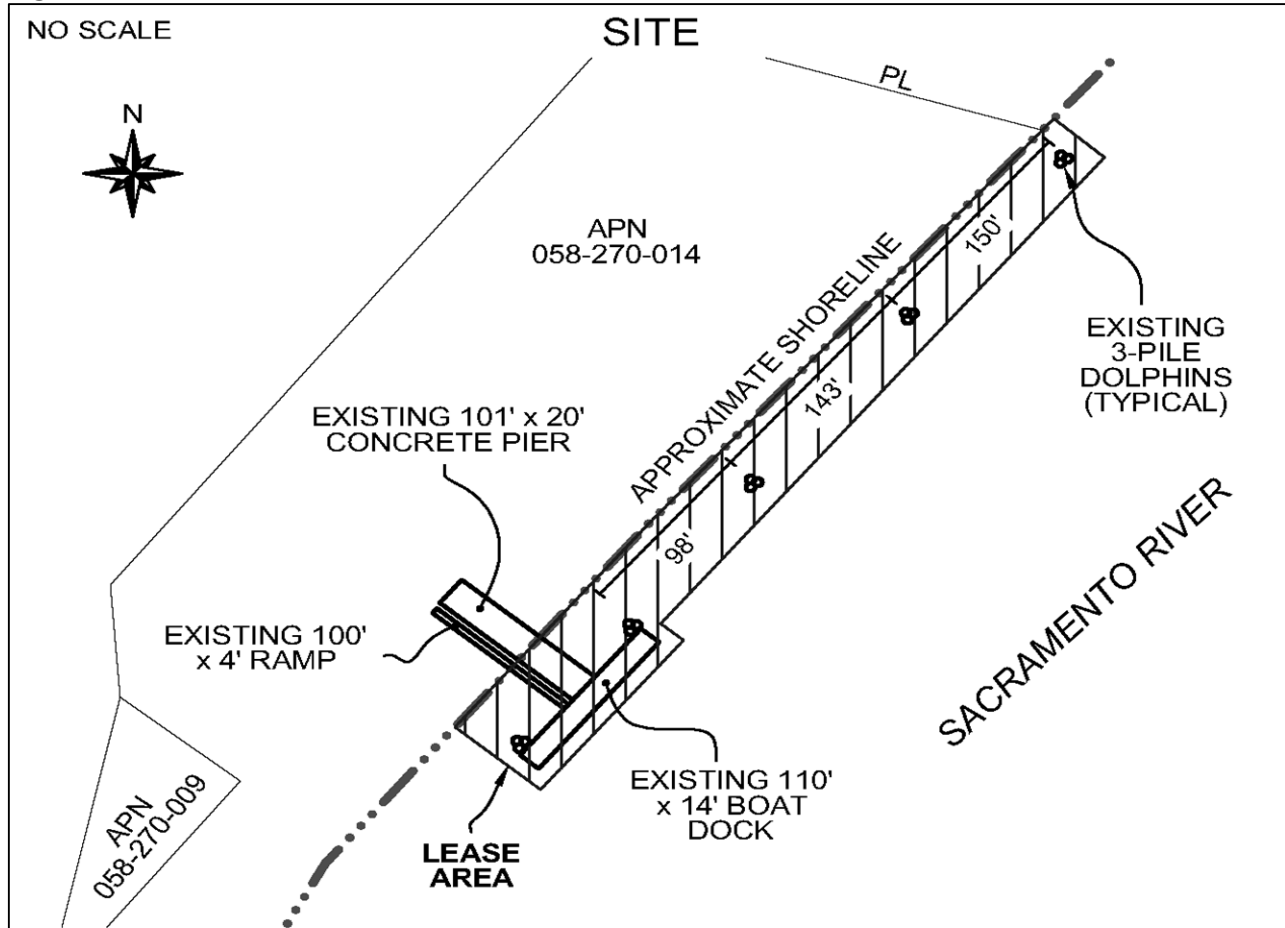 NO SCALE
SITE
PL
N
APN
058-270-014
150'
APPROXIMATE SHORELINE
EXISTING
3-PILE
DOLPHINS
(TYPICAL)
143'
EXISTING 101' x 20'
CONCRETE PIER
98'
EXISTING 100'
x 4' RAMP
SACRAMENTO RIVER
EXISTING 110'
x 14' BOAT
DOCK
APN
058-270-009
LEASE
AREA